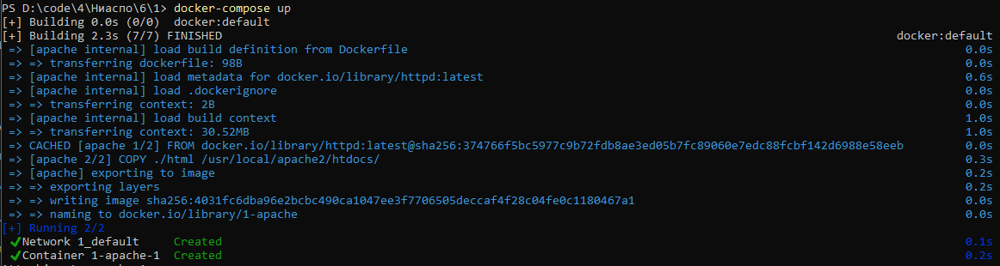 PS D:\code\4\Ниаспо\6\1> docker-compose up
[+] Building 0.0s (0/0)  docker:default
[+] Building 2.3s (7/7) FINISHED docker:default
=> [apache internal] load build definition from Dockerfile 0.0s
=> => transferring dockerfile: 98B 0.0s
=> [apache internal] load metadata for docker.io/library/httpd:latest 0.6s
=> [apache internal] load .dockerignore 0.0s
=> => transferring context: 2B 0.0s
=> [apache internal] load build context 1.0s
=> => transferring context: 30.52MB 1.0s
=> CACHED [apache 1/2] FROM docker.io/library/httpd:latest@sha256:374766f5bc5977c9b72fdb8ae3ed05b7fc89060e7edc88fcbf142d6988e58eeb 0.0s
=> [apache 2/2] COPY ./html /usr/local/apache2/htdocs/ 0.3s
=> [apache] exporting to image 0.2s
=> => exporting layers 0.2s
=> => writing image sha256:4031fc6dba96e2bcbc490ca1047ee3f7706505deccaf4f28c04fe0c1180467a1 0.0s
=> => naming to docker.io/library/1-apache 0.0s
[+] Running 2/2
✔Network 1_default Created 0.1s
✔Container 1-apache-1 Created 0.2s